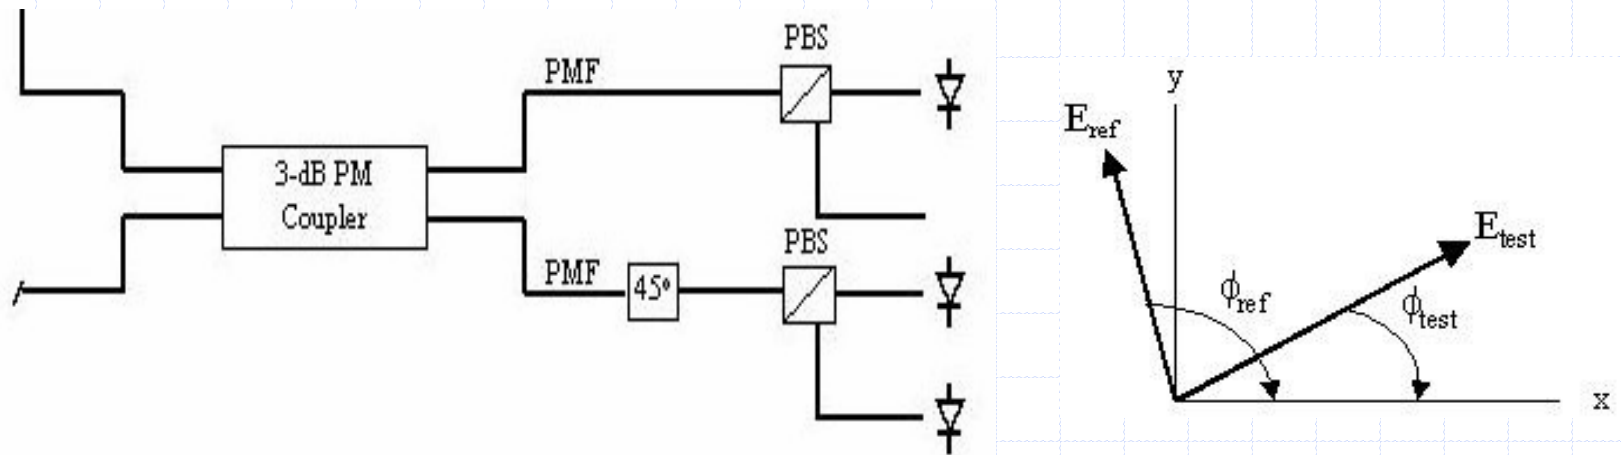 PBS
PMF
3-dB PM
Coupler
PBS
PMF
45°
y
E_ref
E_test
ϕ_ref
ϕ_test
x